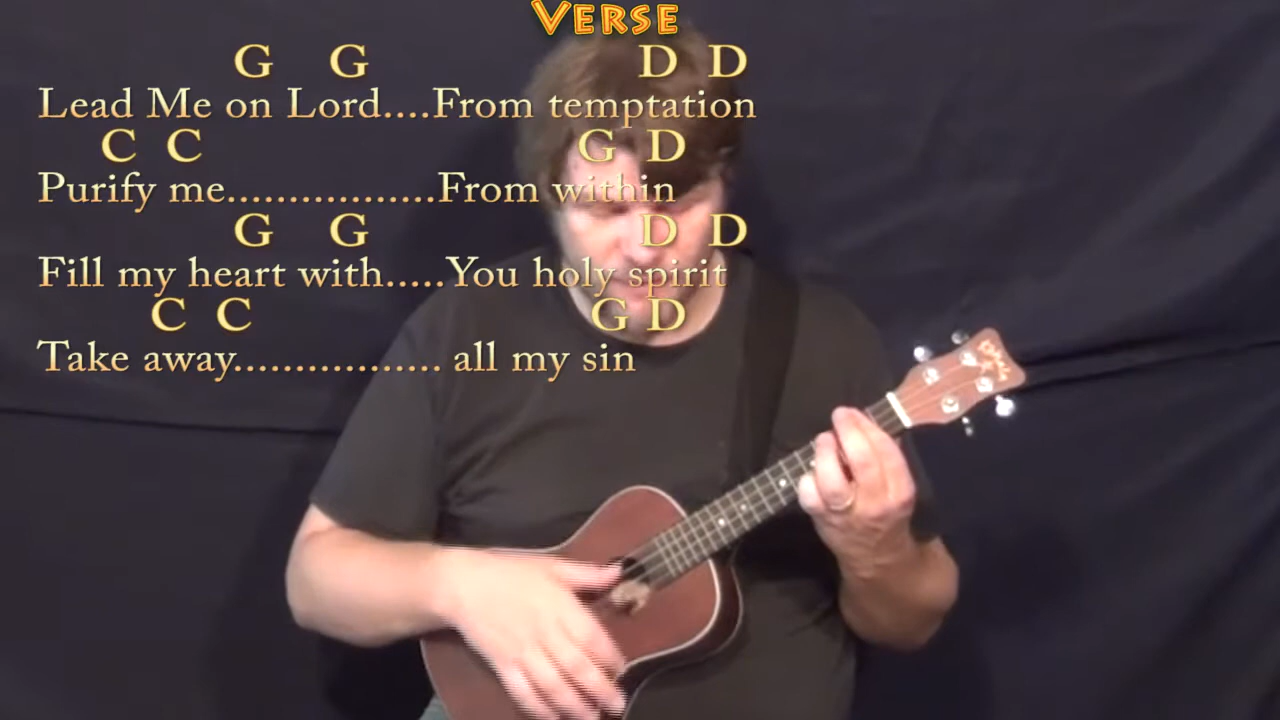 VERSE
G G D D
Lead Me on Lord....From temptation
C C G D
Purify me.................From within
G G D D
Fill my heart with.....You holy spirit
C C G D
Take away................. all my sin